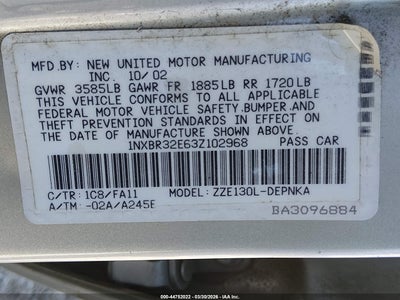 MFD.BY: NEW UNITED MOTOR MANUFACTURING
INC. 10/02
GVWR 3585LB GAWR FR 1885LB RR 1720LB
THIS VEHICLE CONFORMS TO ALL APPLICABLE
FEDERAL MOTOR VEHICLE SAFETY,BUMPER,AND
THEFT PREVENTION STANDARDS IN EFFECT ON
THE DATE OF MANUFACTURE SHOWN ABOVE.
1NXBR32E63Z102968 PASS CAR
C/TR: 1C8/FA11 MODEL: ZZE130L-DEPNKA
A/TM: -02A/A245E
BA3096884
000-44752022 - 03/30/2026 - 000-44752022